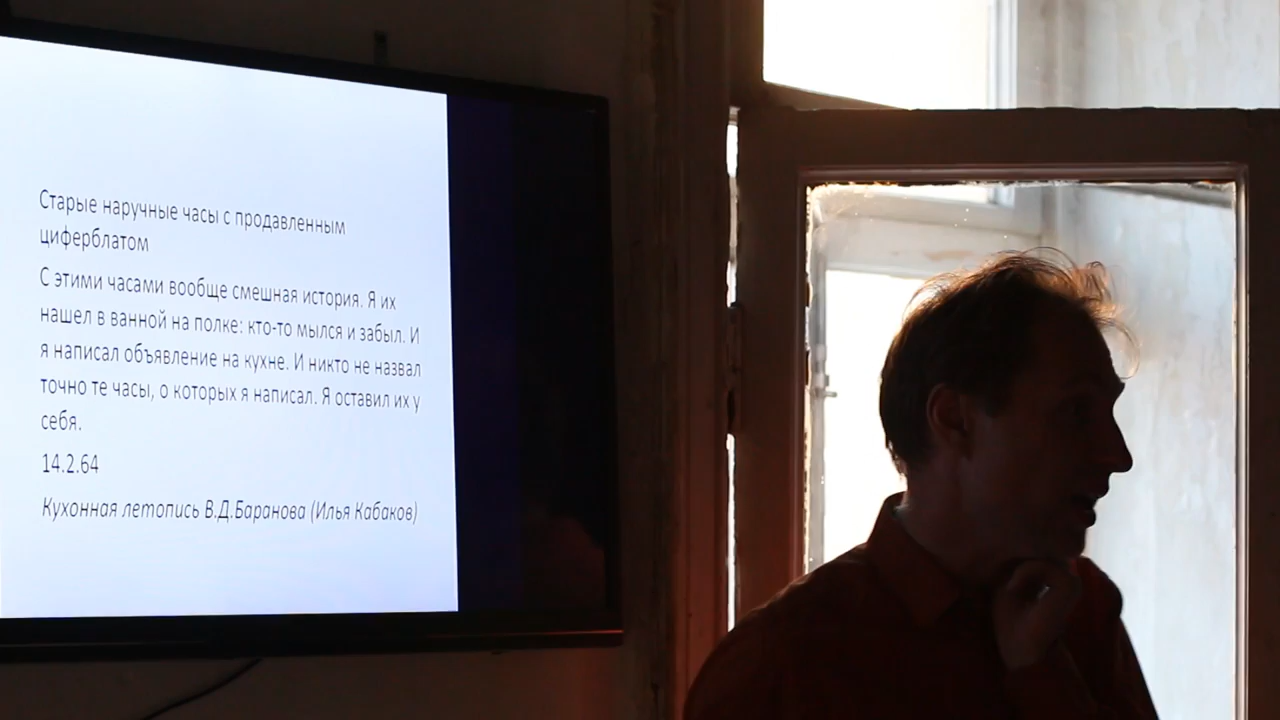 Старые наручные часы с продавленным
циферблатом
С этими часами вообще смешная история. Я их
нашел в ванной на полке: кто-то мылся и забыл. И
я написал объявление на кухне. И никто не назвал
точно те часы, о которых я написал. Я оставил их у
себя.
14.2.64
Кухонная летопись В.Д.Баранова (Илья Кабаков)